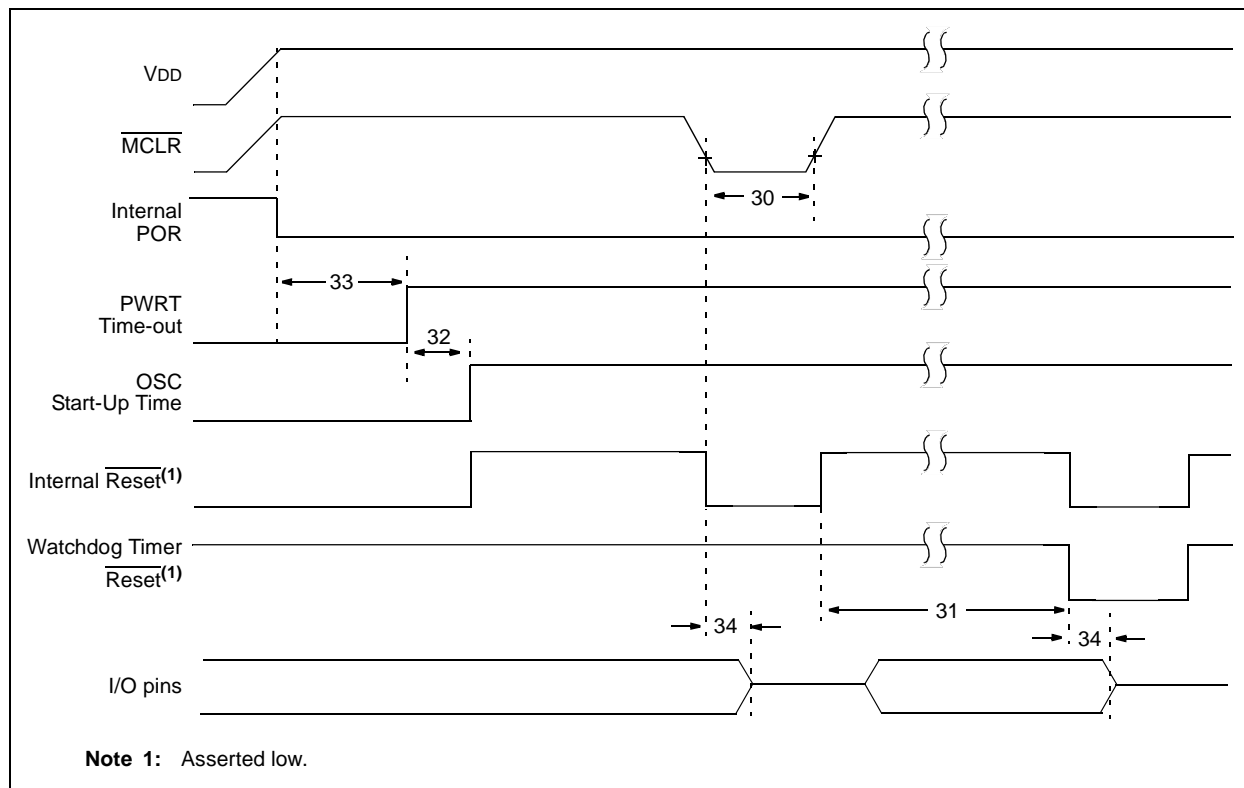 VDD
MCLR
30
Internal
POR
33
PWRT
Time-out
32
OSC
Start-Up Time
Internal Reset(1)
Watchdog Timer
Reset(1)
31
34
34
I/O pins
Note 1: Asserted low.